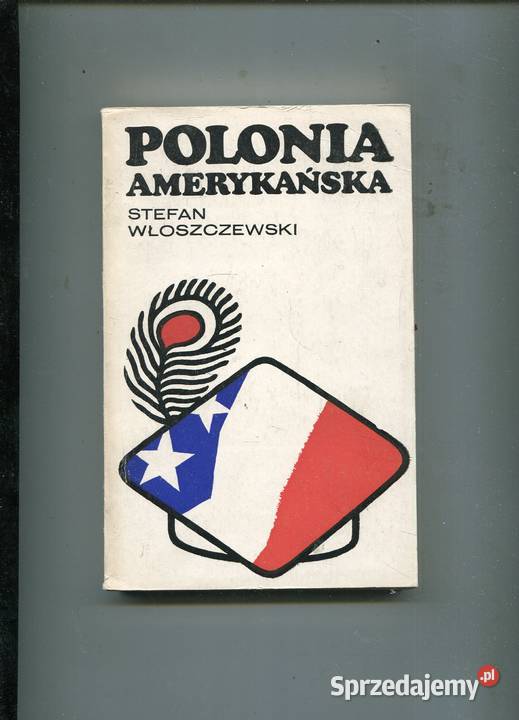 POLONIA
AMERYKAŃSKA
STEFAN
WŁOSZCZEWSKI
Sprzedajemy.pl